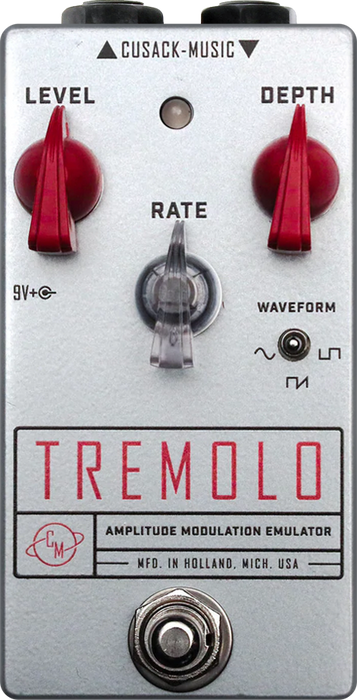 ▲CUSACK-MUSIC▼
LEVEL
DEPTH
RATE
9V+
WAVEFORM
TREMOLO
CM
AMPLITUDE MODULATION EMULATOR
MFD. IN HOLLAND, MICH. USA